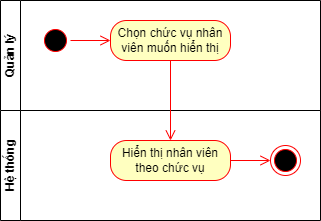 Quản lý
Chọn chức vụ nhân
viên muốn hiển thị
Hệ thống
Hiển thị nhân viên
theo chức vụ